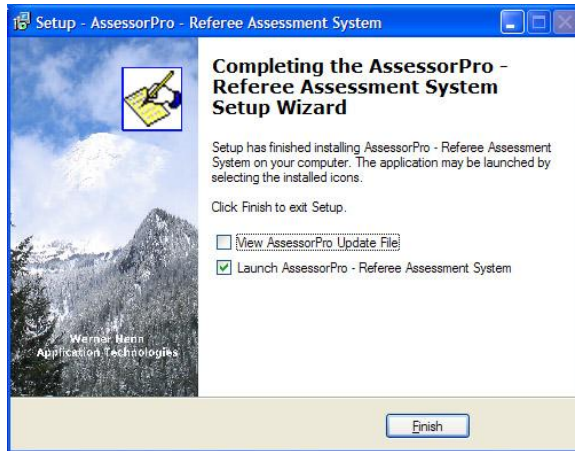 Setup - AssessorPro - Referee Assessment System
Completing the AssessorPro -
Referee Assessment System
Setup Wizard
Setup has finished installing AssessorPro - Referee Assessment
System on your computer. The application may be launched by
selecting the installed icons.
Click Finish to exit Setup.
View AssessorPro Update File
Launch AssessorPro - Referee Assessment System
Werner Henn
Application Technologies
Finish